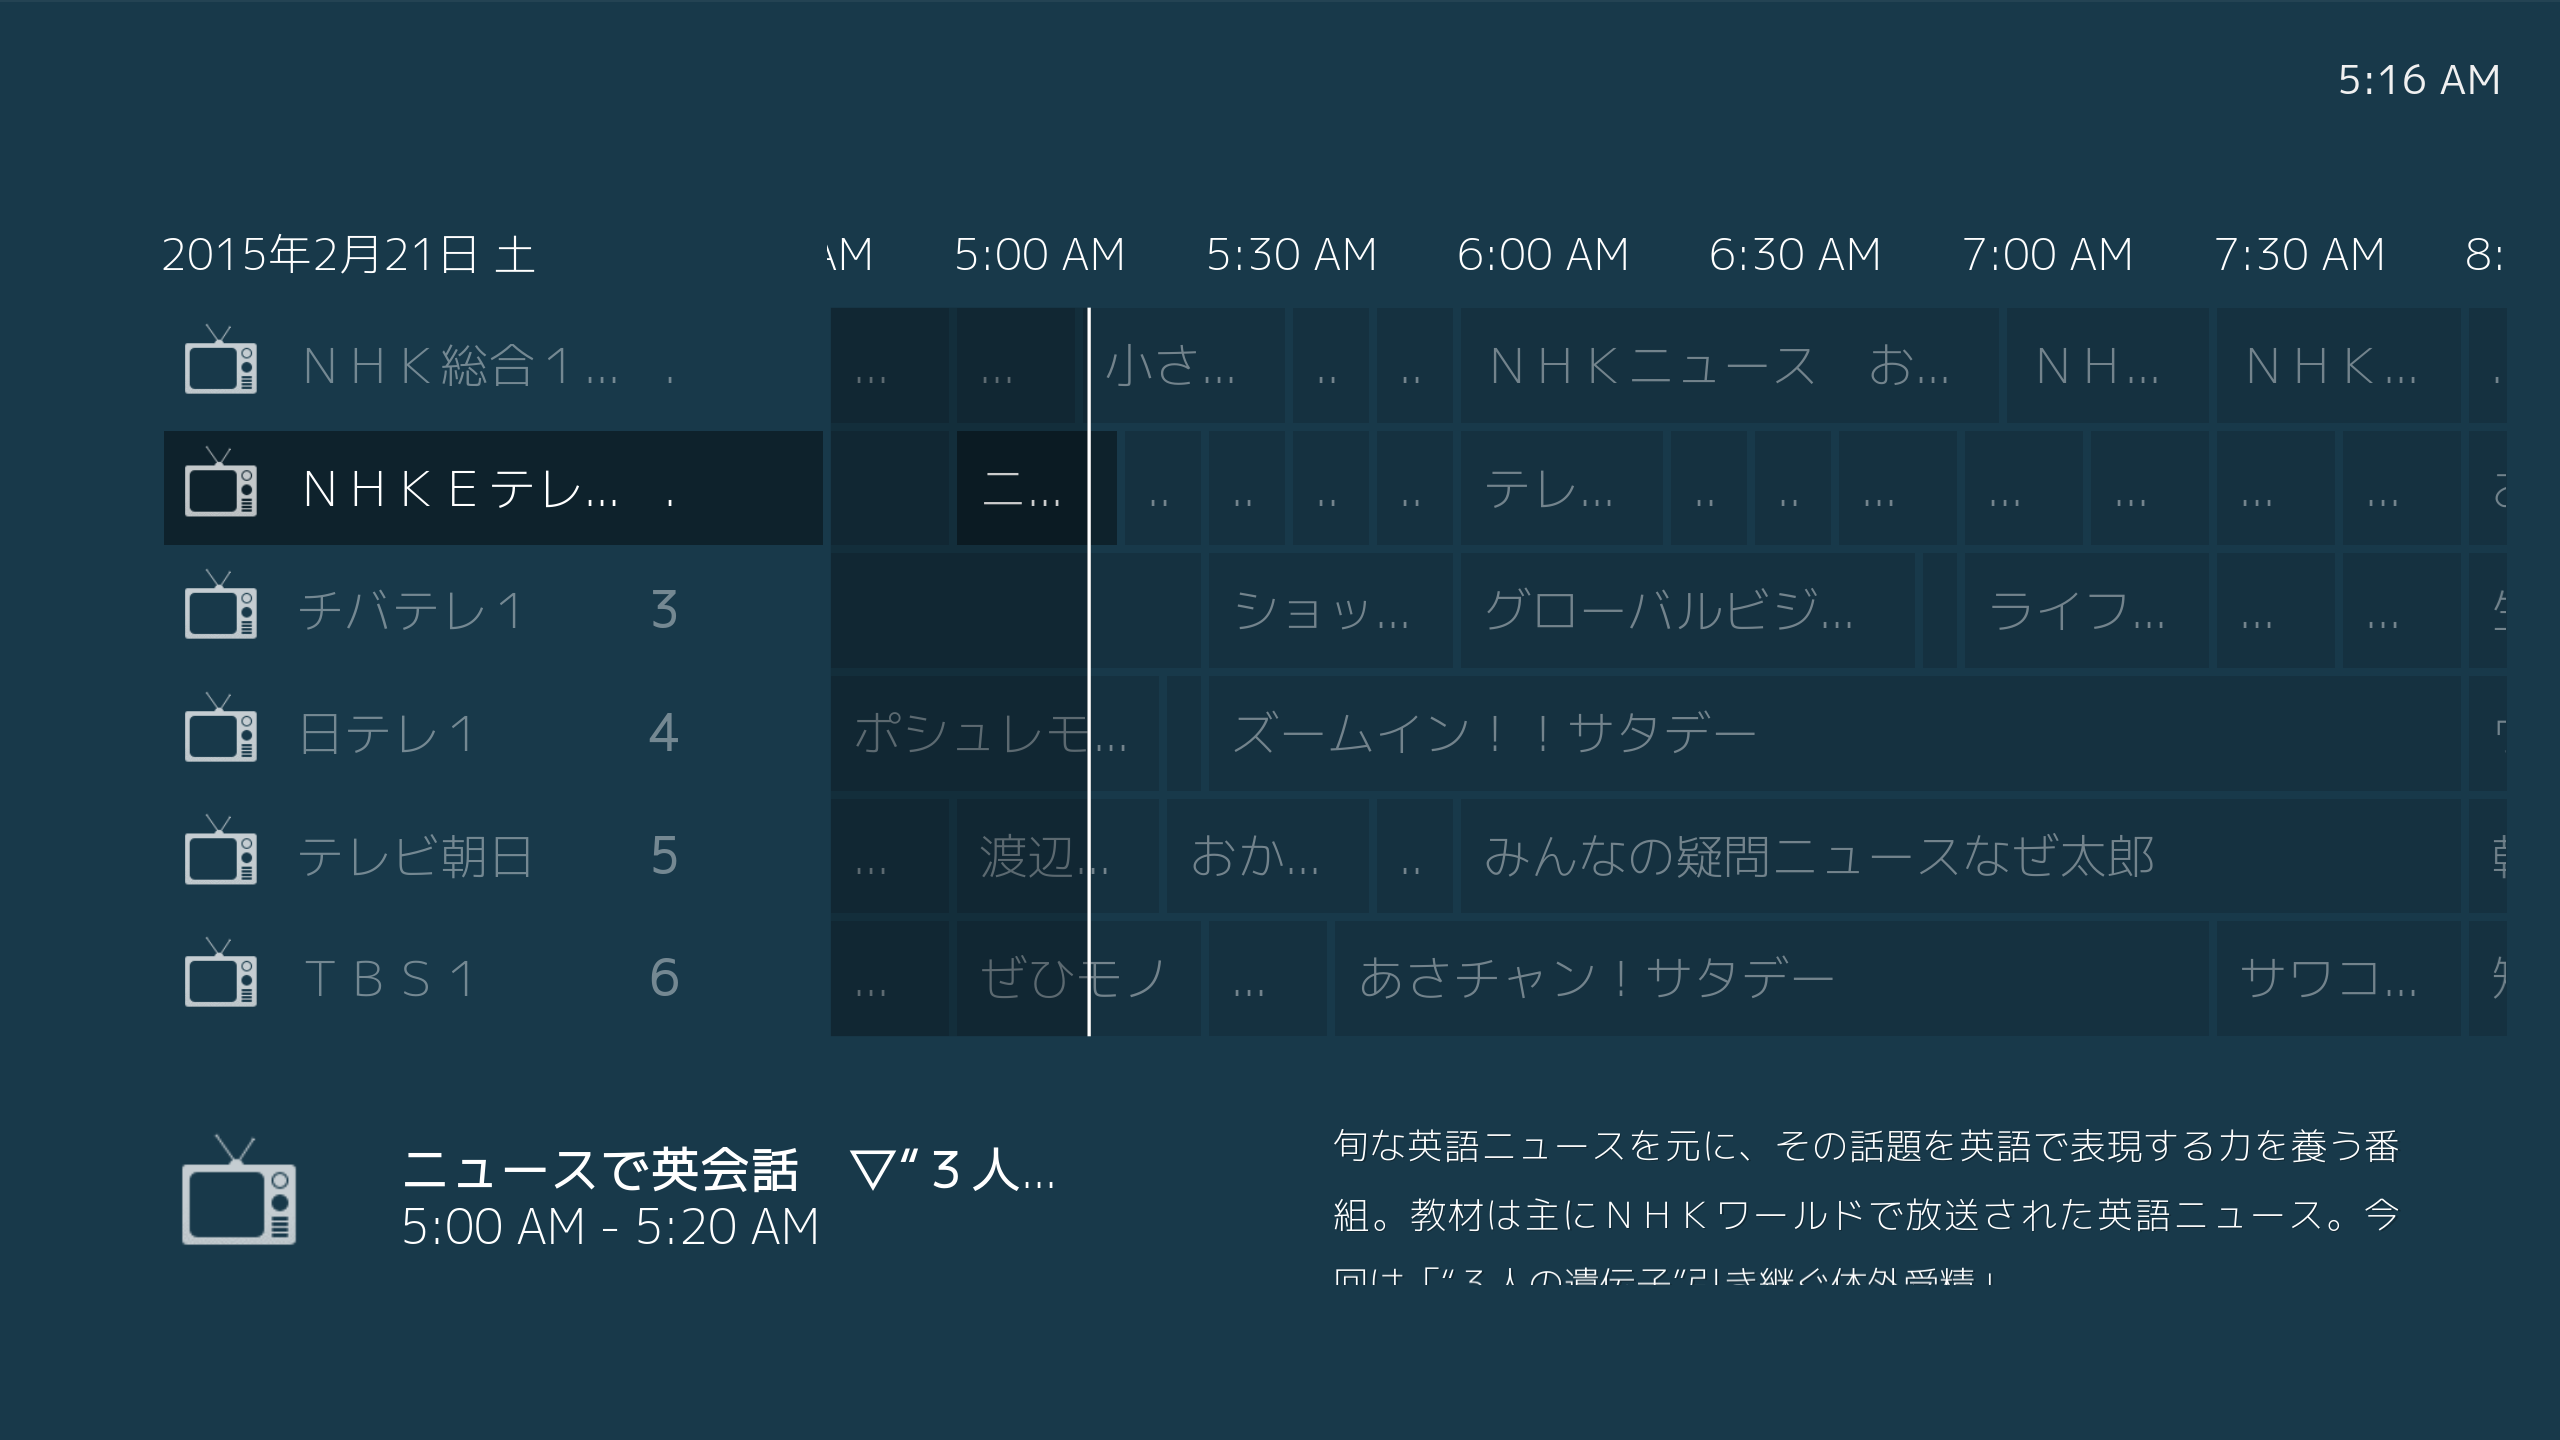 5:16 AM
2015年2月21日 土
AM 5:00 AM 5:30 AM 6:00 AM 6:30 AM 7:00 AM 7:30 AM 8:
ＮＨＫ総合１... . ... ... 小さ... .. .. ＮＨＫニュース　お... ＮＨ... ＮＨＫ... .
ＮＨＫＥテレ... . ニ... .. .. .. .. テレ... .. .. ... ... ... ... ...
チバテレ１ 3 ショッ... グローバルビジ... ライフ... ... ...
日テレ１ 4 ポシュレモ... ズームイン！！サタデー
テレビ朝日 5 ... 渡辺... おか... .. みんなの疑問ニュースなぜ太郎
ＴＢＳ１ 6 ... ぜひモノ ... あさチャン！サタデー サワコ...
ニュースで英会話　▽“３人...
5:00 AM - 5:20 AM
旬な英語ニュースを元に、その話題を英語で表現する力を養う番
組。教材は主にＮＨＫワールドで放送された英語ニュース。今
回は「“３人の遺伝子”引き継ぐ体外受精」